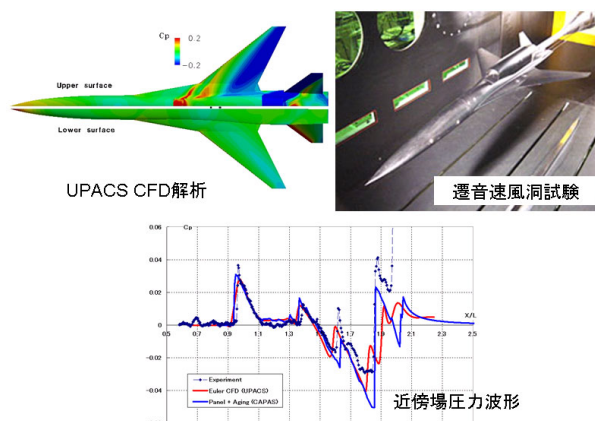 Cp
0.2
-0.2
Upper surface
Lower surface
UPACS CFD解析
遷音速風洞試験
Cp
0.06
0.04
0.02
0
-0.02
-0.04
0.5 0.7 0.9 1.1 1.3 1.5 1.7 1.9 2.1 2.3 2.5
X/L
Experiment
Euler CFD (UPACS)
Panel + Aging (CAPAS)
近傍場圧力波形